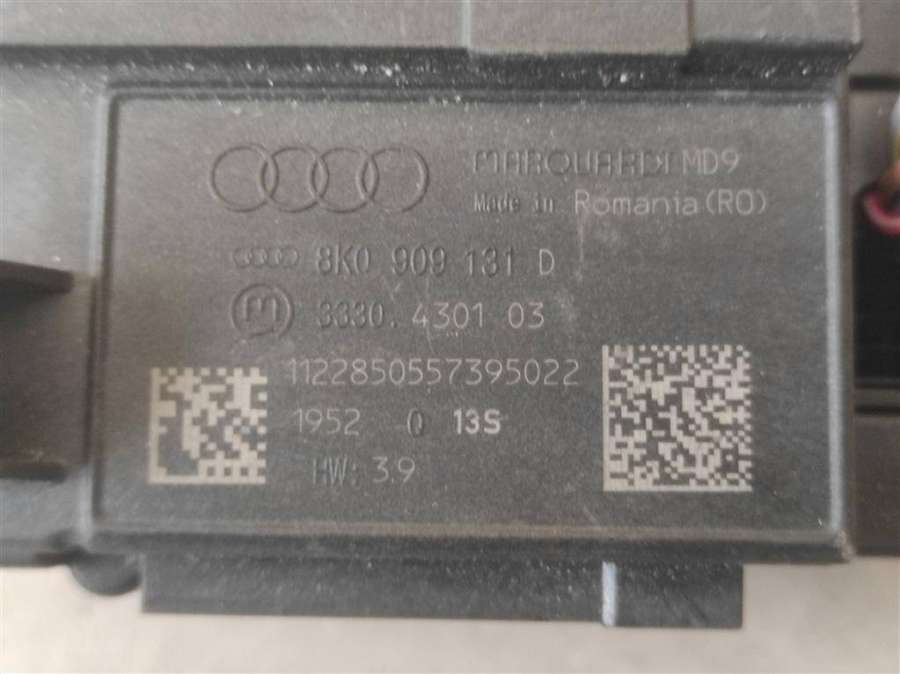 MARQUARDT MD9
Made in Romania (RO)
8K0 909 131 D
3330. 4301 03
1122850557395022
1952 0 13S
HW: 3.9